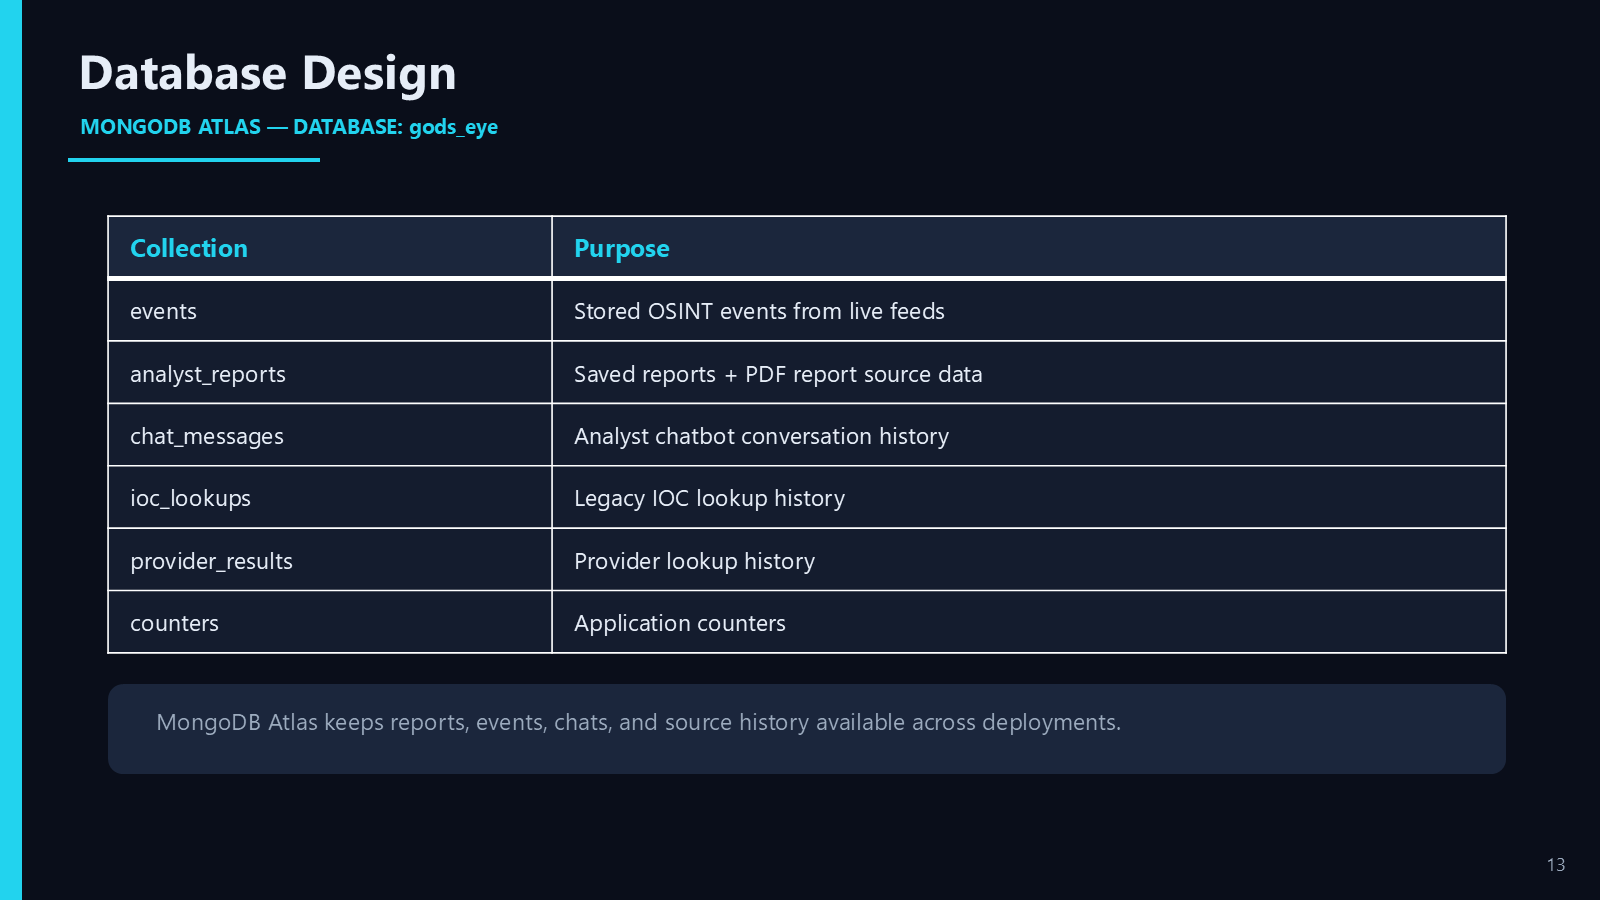 Database Design
MONGODB ATLAS — DATABASE: gods_eye
Collection Purpose
events Stored OSINT events from live feeds
analyst_reports Saved reports + PDF report source data
chat_messages Analyst chatbot conversation history
ioc_lookups Legacy IOC lookup history
provider_results Provider lookup history
counters Application counters
MongoDB Atlas keeps reports, events, chats, and source history available across deployments.
13